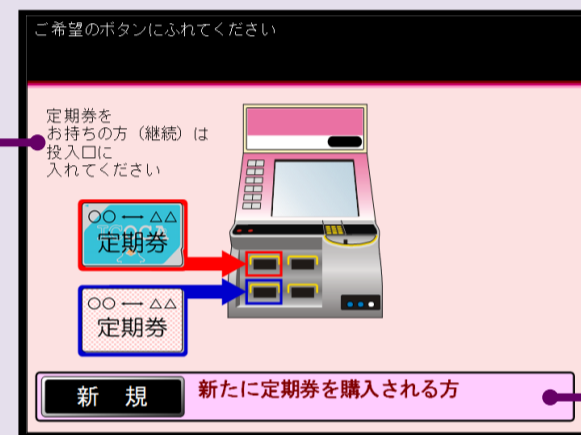 ご希望のボタンにふれてください
定期券を
お持ちの方（継続）は
投入口に
入れてください
○○ ↔ △△
ICOCA
定期券
○○ ↔ △△
定期券
新 規
新たに定期券を購入される方